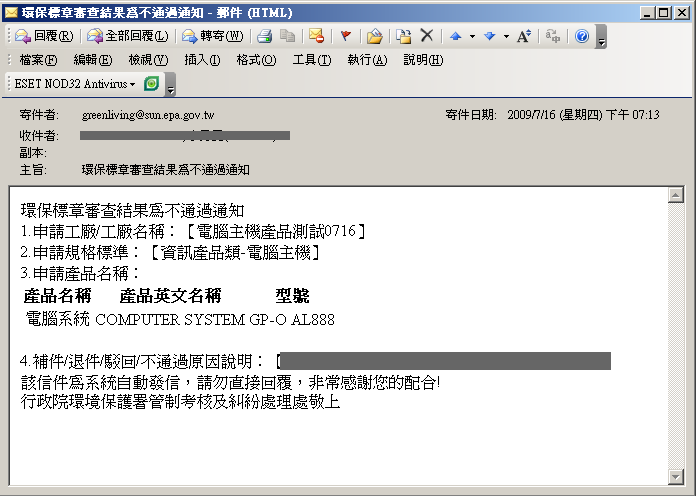 環保標章審查結果為不通過通知 - 郵件 (HTML)
回覆(R) 全部回覆(L) 轉寄(W)
檔案(F) 編輯(E) 檢視(V) 插入(I) 格式(O) 工具(T) 執行(A) 說明(H)
ESET NOD32 Antivirus
寄件者: greenliving@sun.epa.gov.tw 寄件日期: 2009/7/16 (星期四) 下午 07:13
收件者:
副本:
主旨: 環保標章審查結果為不通過通知
環保標章審查結果為不通過通知
1.申請工廠/工廠名稱：【電腦主機產品測試0716】
2.申請規格標準：【資訊產品類-電腦主機】
3.申請產品名稱：
產品名稱 產品英文名稱 型號
電腦系統 COMPUTER SYSTEM GP-O AL888
4.補件/退件/駁回/不通過原因說明：【
該信件為系統自動發信，請勿直接回覆，非常感謝您的配合!
行政院環境保護署管制考核及糾紛處理處敬上